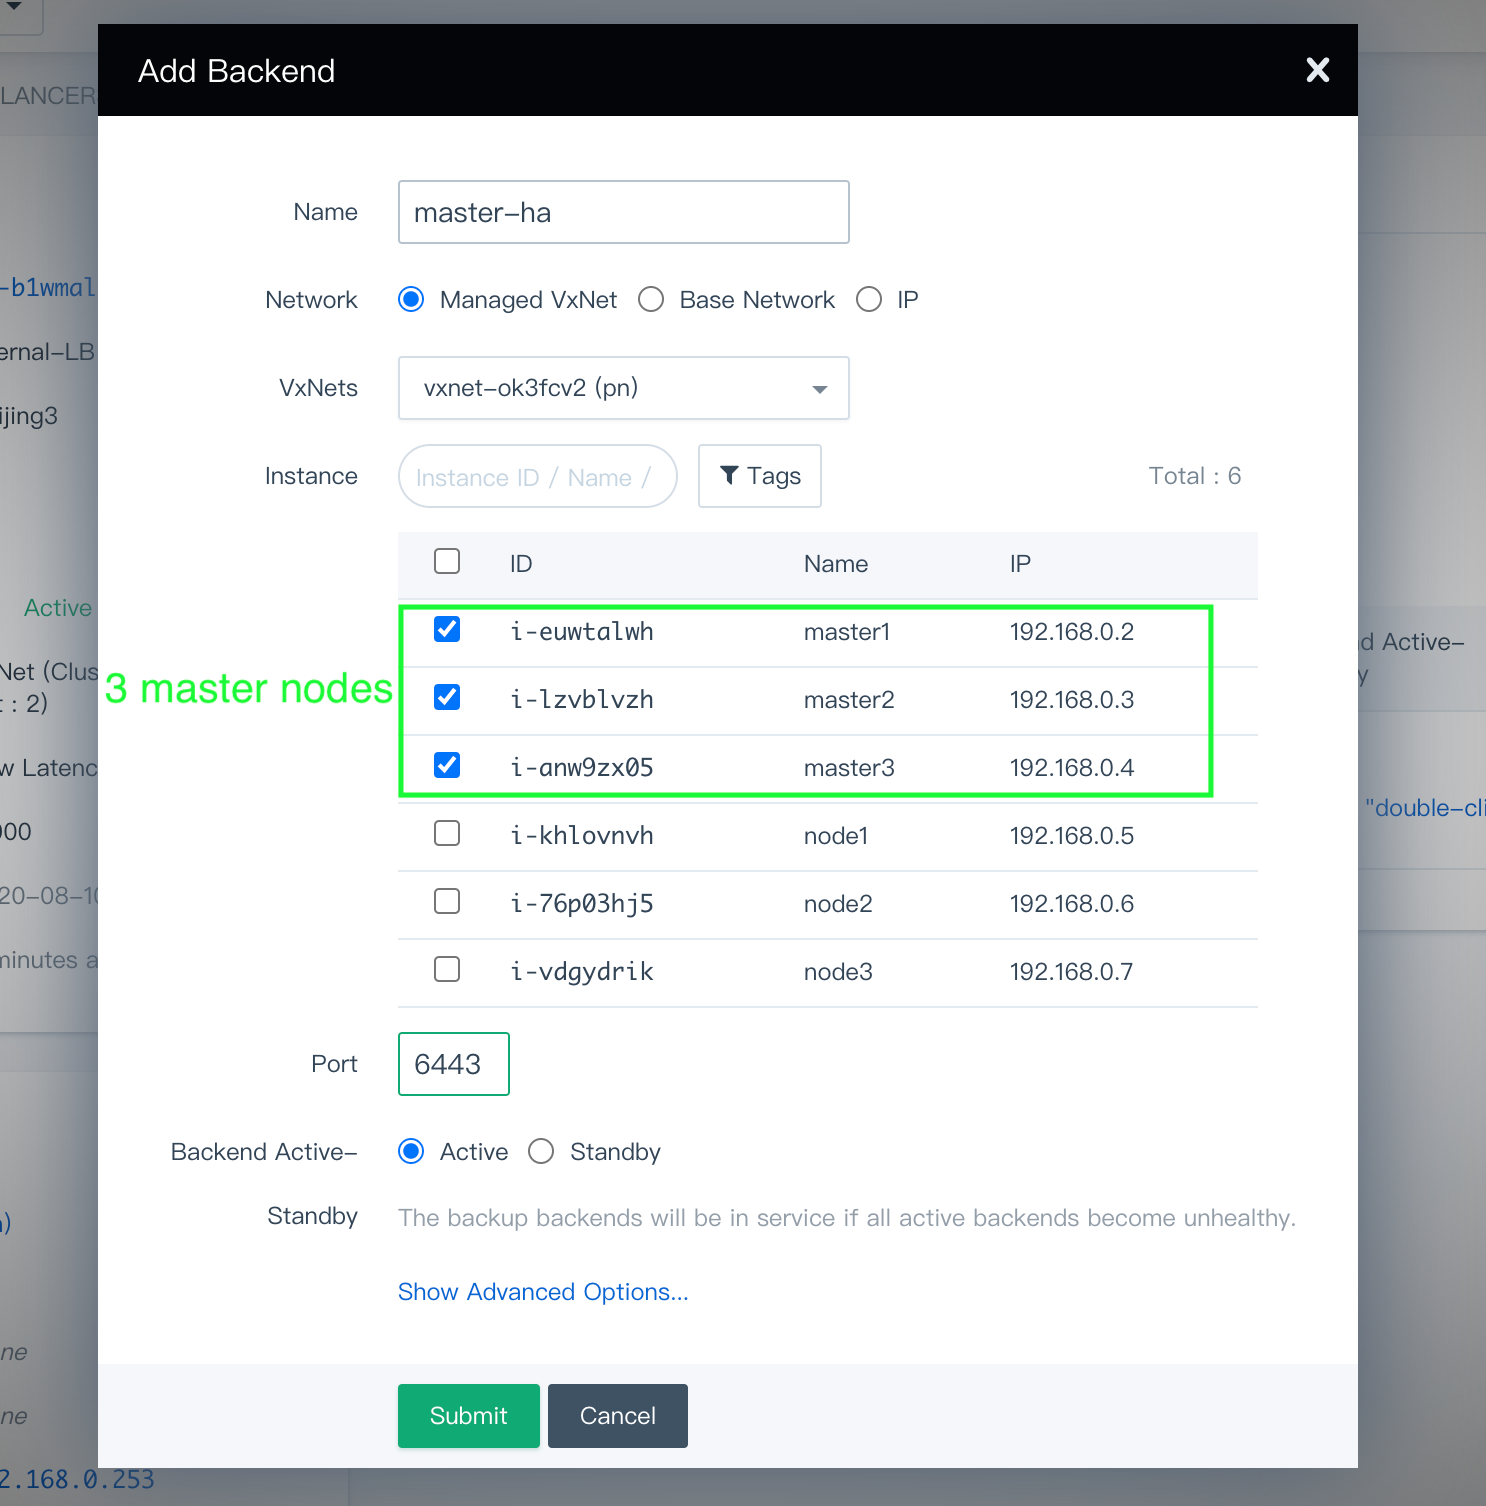 Add Backend
LANCER
Name master-ha
-b1wmal
Network Managed VxNet Base Network IP
ernal-LB
VxNets vxnet-ok3fcv2 (pn)
ijing3
Instance Instance ID / Name / Tags Total : 6
ID Name IP
Active
i-euwtalwh master1 192.168.0.2
d Active-
Net (Clus
3 master nodes
i-lzvblvzh master2 192.168.0.3
y
: 2)
w Latenc
i-anw9zx05 master3 192.168.0.4
"double-cli
000
i-khlovnvh node1 192.168.0.5
20-08-10
i-76p03hj5 node2 192.168.0.6
minutes a
i-vdgydrik node3 192.168.0.7
Port 6443
Backend Active-
Standby
Active Standby
The backup backends will be in service if all active backends become unhealthy.
)
Show Advanced Options...
ne
ne
Submit Cancel
2.168.0.253